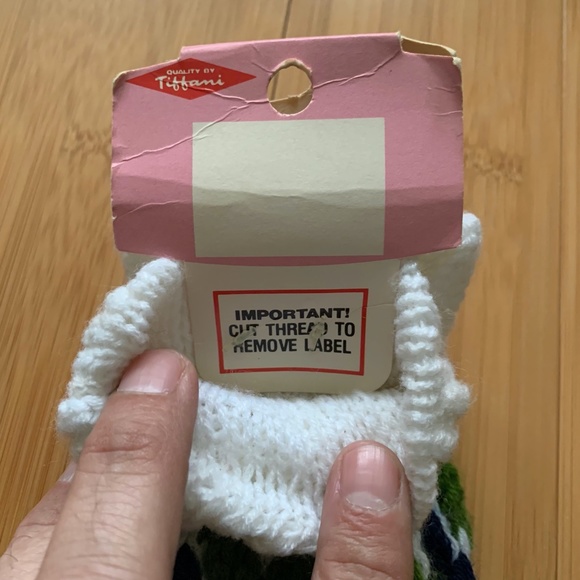 QUALITY BY
Tiffani
IMPORTANT!
CUT THREAD TO
REMOVE LABEL